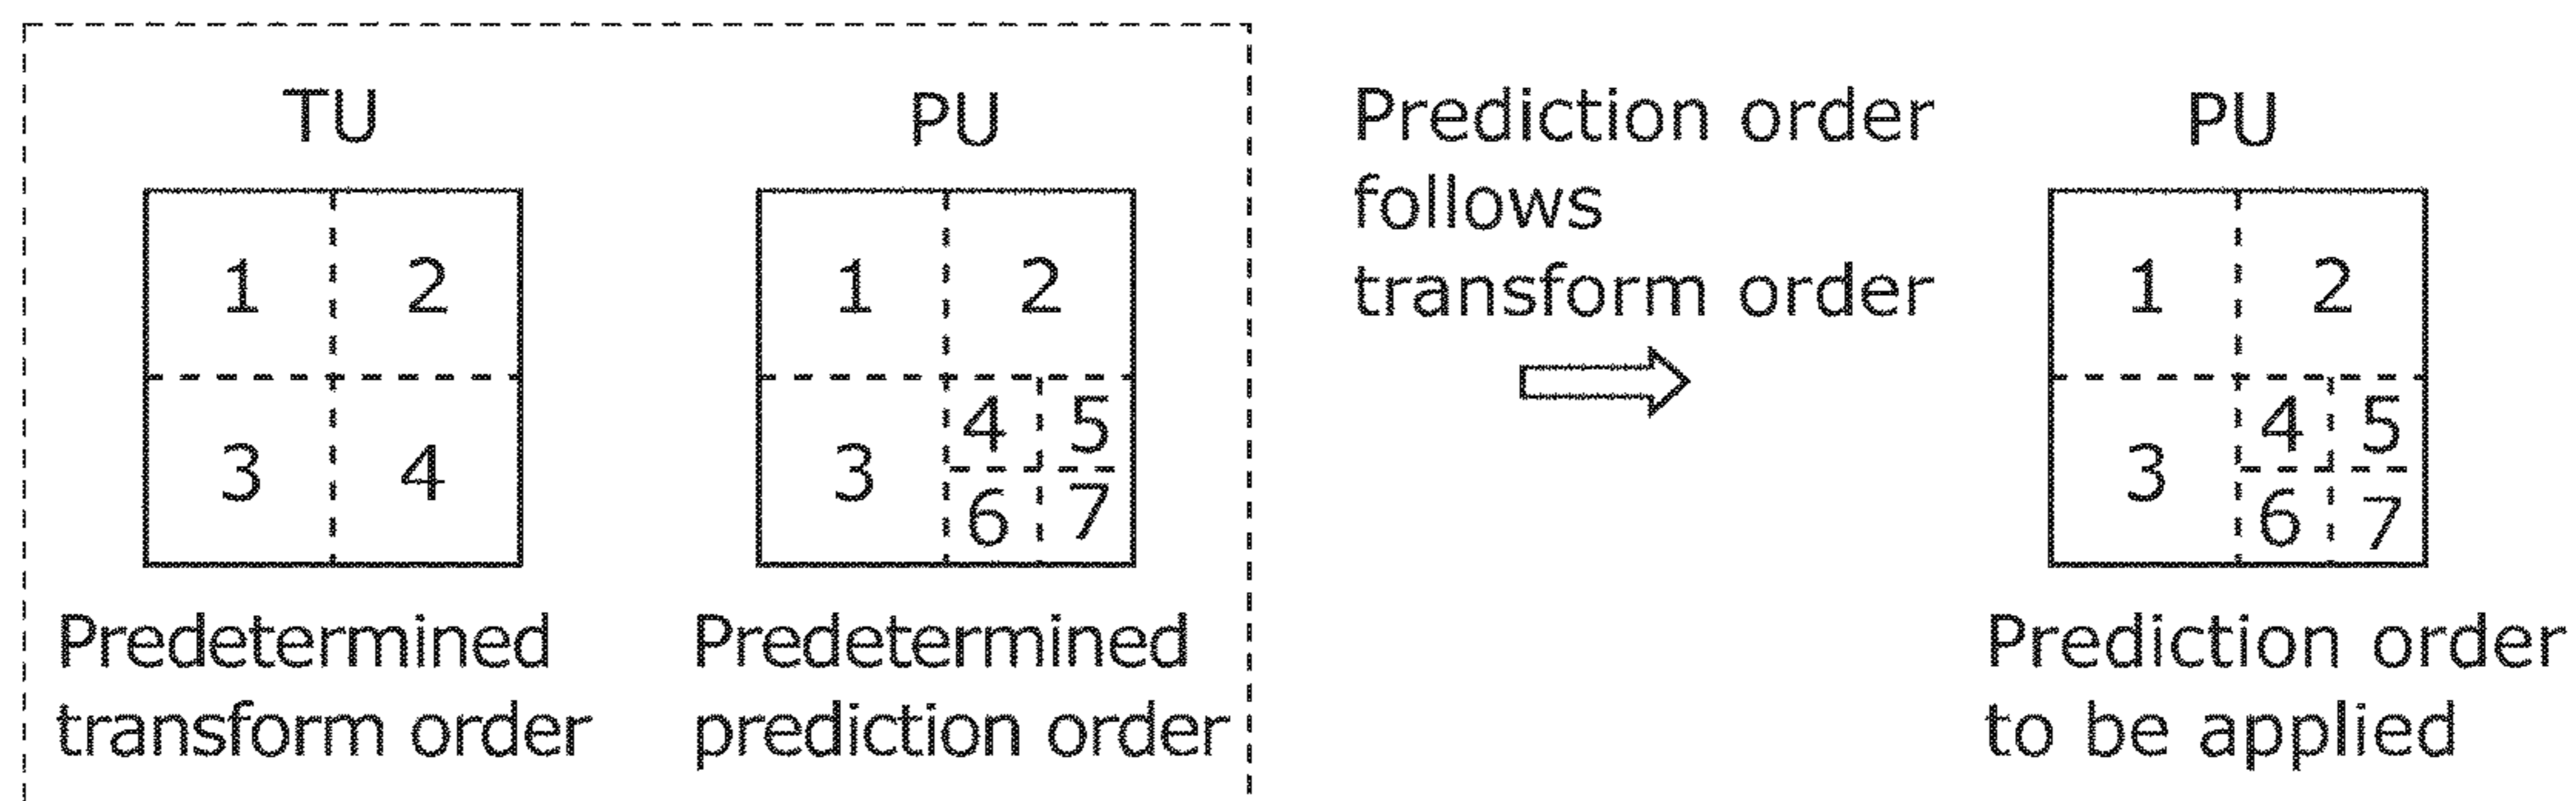 TU
1 2
3 4
Predetermined
transform order
PU
1 2
3 4 5
6 7
Predetermined
prediction order
Prediction order
follows
transform order
PU
1 2
3 4 5
6 7
Prediction order
to be applied